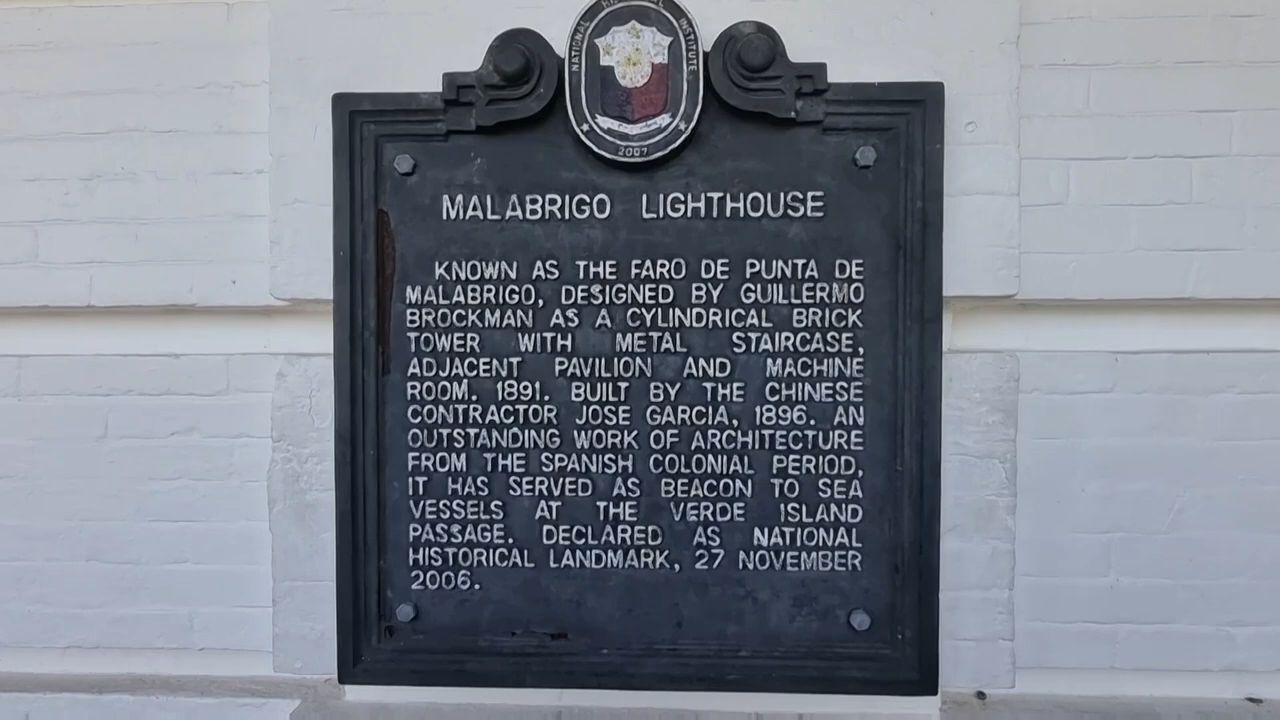 NATIONAL HISTORICAL INSTITUTE
2007
MALABRIGO LIGHTHOUSE
KNOWN AS THE FARO DE PUNTA DE
MALABRIGO, DESIGNED BY GUILLERMO
BROCKMAN AS A CYLINDRICAL BRICK
TOWER WITH METAL STAIRCASE,
ADJACENT PAVILION AND MACHINE
ROOM. 1891. BUILT BY THE CHINESE
CONTRACTOR JOSE GARCIA, 1896. AN
OUTSTANDING WORK OF ARCHITECTURE
FROM THE SPANISH COLONIAL PERIOD,
IT HAS SERVED AS BEACON TO SEA
VESSELS AT THE VERDE ISLAND
PASSAGE. DECLARED AS NATIONAL
HISTORICAL LANDMARK, 27 NOVEMBER
2006.